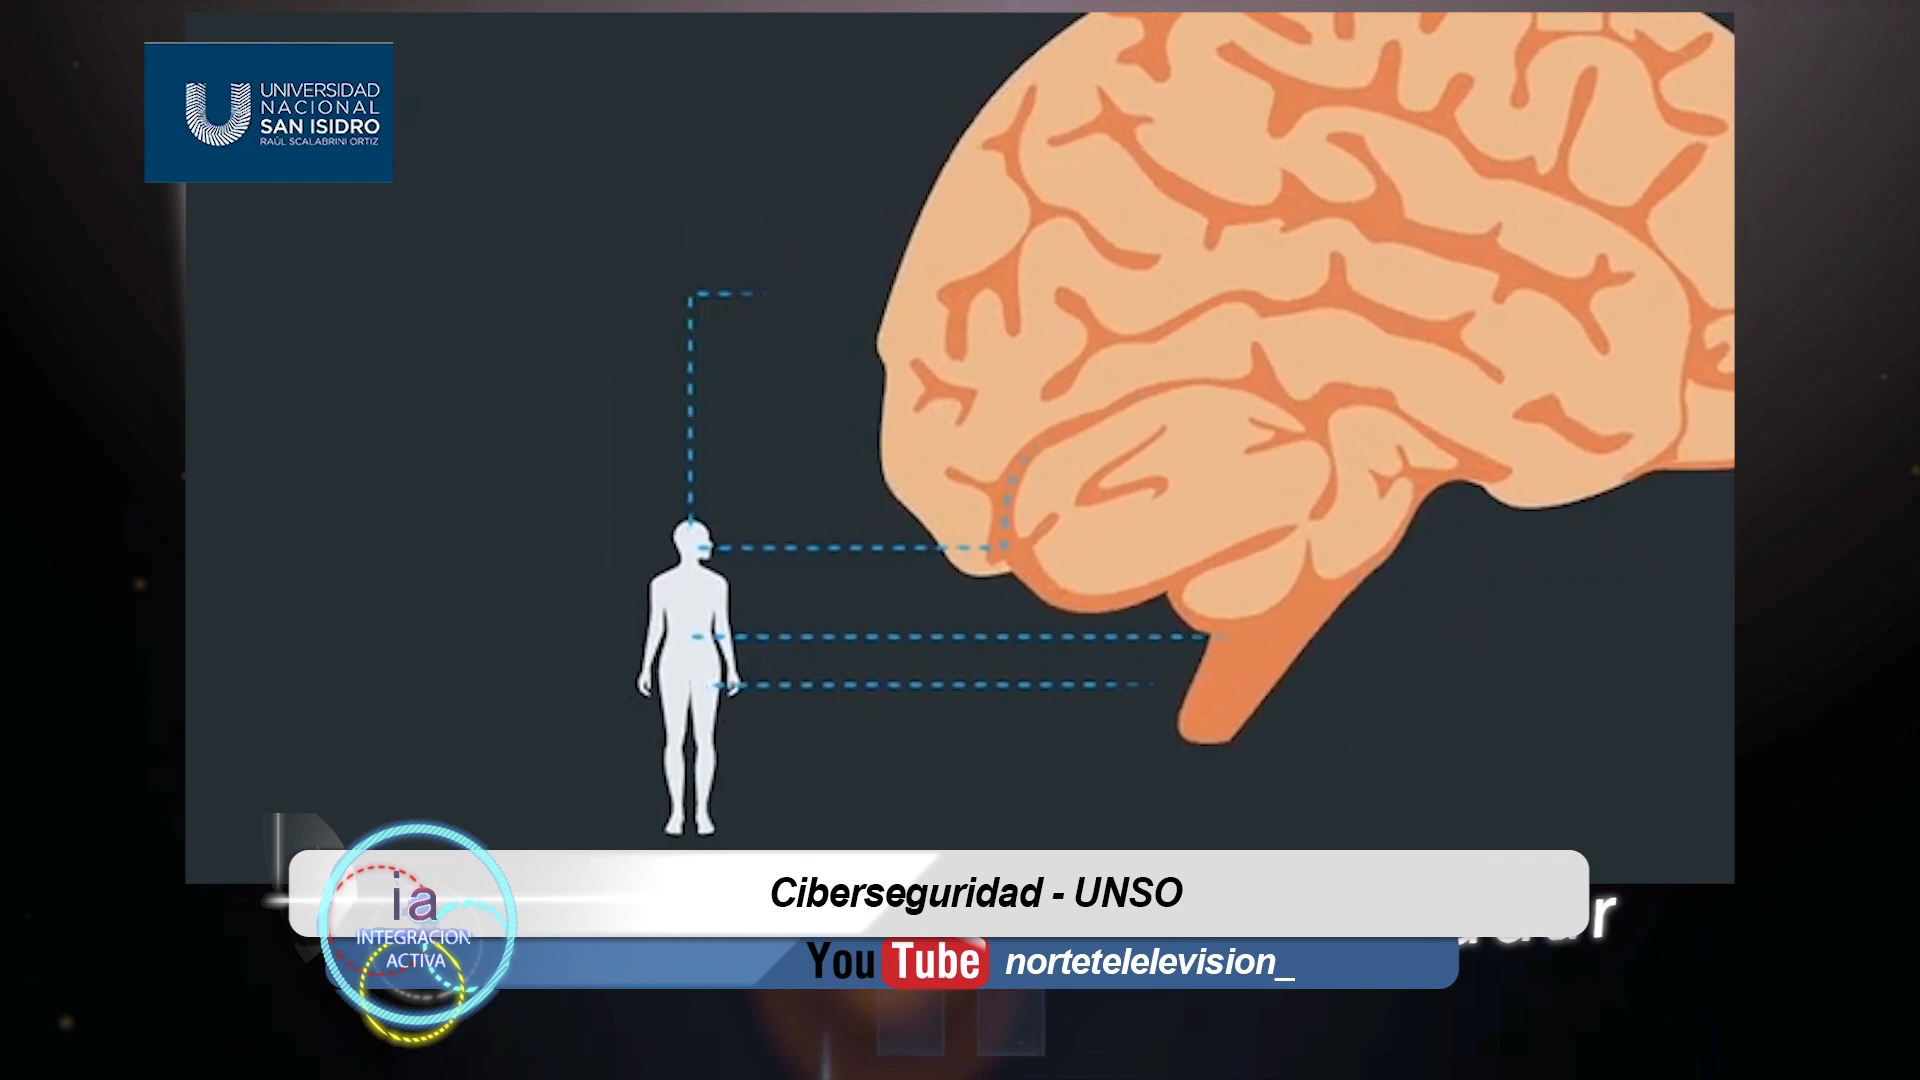 UNIVERSIDAD
NACIONAL
SAN ISIDRO
RAÚL SCALABRINI ORTIZ
Ciberseguridad - UNSO
ia
INTEGRACION
ACTIVA
YouTube nortetelelevision_